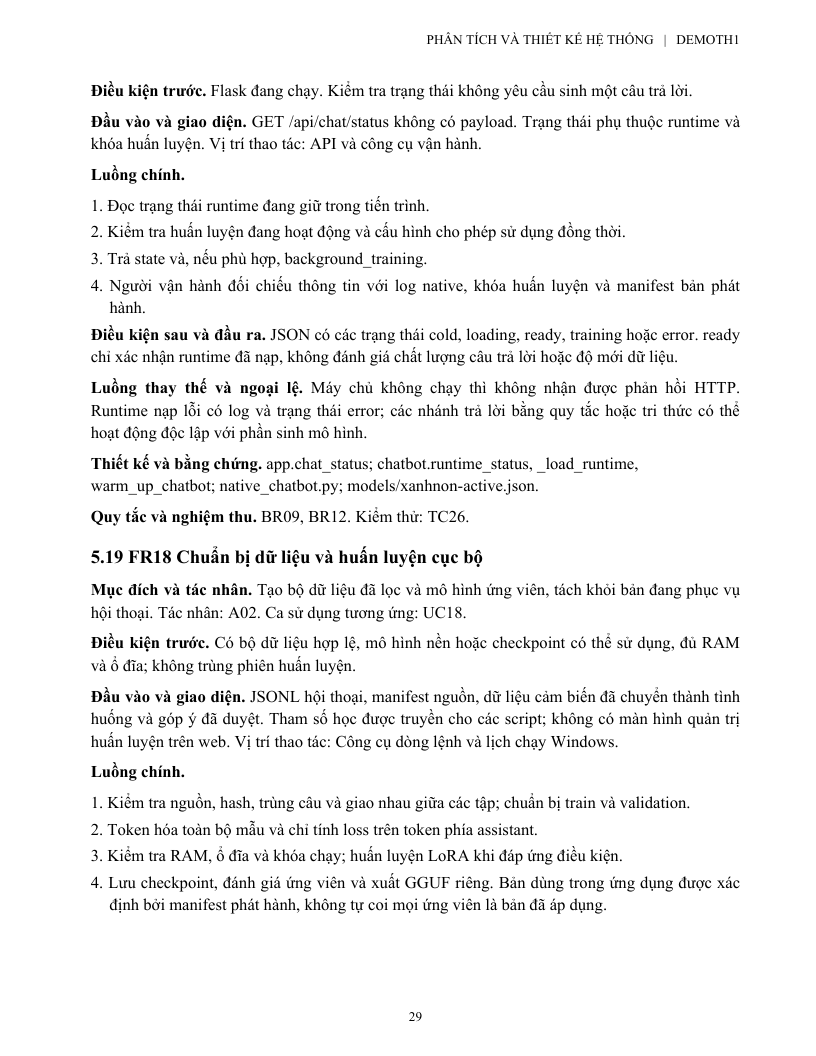 PHÂN TÍCH VÀ THIẾT KẾ HỆ THỐNG | DEMOTH1
Điều kiện trước. Flask đang chạy. Kiểm tra trạng thái không yêu cầu sinh một câu trả lời.
Đầu vào và giao diện. GET /api/chat/status không có payload. Trạng thái phụ thuộc runtime và
khóa huấn luyện. Vị trí thao tác: API và công cụ vận hành.
Luồng chính.
1. Đọc trạng thái runtime đang giữ trong tiến trình.
2. Kiểm tra huấn luyện đang hoạt động và cấu hình cho phép sử dụng đồng thời.
3. Trả state và, nếu phù hợp, background_training.
4. Người vận hành đối chiếu thông tin với log native, khóa huấn luyện và manifest bản phát
hành.
Điều kiện sau và đầu ra. JSON có các trạng thái cold, loading, ready, training hoặc error. ready
chỉ xác nhận runtime đã nạp, không đánh giá chất lượng câu trả lời hoặc độ mới dữ liệu.
Luồng thay thế và ngoại lệ. Máy chủ không chạy thì không nhận được phản hồi HTTP.
Runtime nạp lỗi có log và trạng thái error; các nhánh trả lời bằng quy tắc hoặc tri thức có thể
hoạt động độc lập với phần sinh mô hình.
Thiết kế và bằng chứng. app.chat_status; chatbot.runtime_status, _load_runtime,
warm_up_chatbot; native_chatbot.py; models/xanhnon-active.json.
Quy tắc và nghiệm thu. BR09, BR12. Kiểm thử: TC26.
5.19 FR18 Chuẩn bị dữ liệu và huấn luyện cục bộ
Mục đích và tác nhân. Tạo bộ dữ liệu đã lọc và mô hình ứng viên, tách khỏi bản đang phục vụ
hội thoại. Tác nhân: A02. Ca sử dụng tương ứng: UC18.
Điều kiện trước. Có bộ dữ liệu hợp lệ, mô hình nền hoặc checkpoint có thể sử dụng, đủ RAM
và ổ đĩa; không trùng phiên huấn luyện.
Đầu vào và giao diện. JSONL hội thoại, manifest nguồn, dữ liệu cảm biến đã chuyển thành tình
huống và góp ý đã duyệt. Tham số học được truyền cho các script; không có màn hình quản trị
huấn luyện trên web. Vị trí thao tác: Công cụ dòng lệnh và lịch chạy Windows.
Luồng chính.
1. Kiểm tra nguồn, hash, trùng câu và giao nhau giữa các tập; chuẩn bị train và validation.
2. Token hóa toàn bộ mẫu và chỉ tính loss trên token phía assistant.
3. Kiểm tra RAM, ổ đĩa và khóa chạy; huấn luyện LoRA khi đáp ứng điều kiện.
4. Lưu checkpoint, đánh giá ứng viên và xuất GGUF riêng. Bản dùng trong ứng dụng được xác
định bởi manifest phát hành, không tự coi mọi ứng viên là bản đã áp dụng.
29